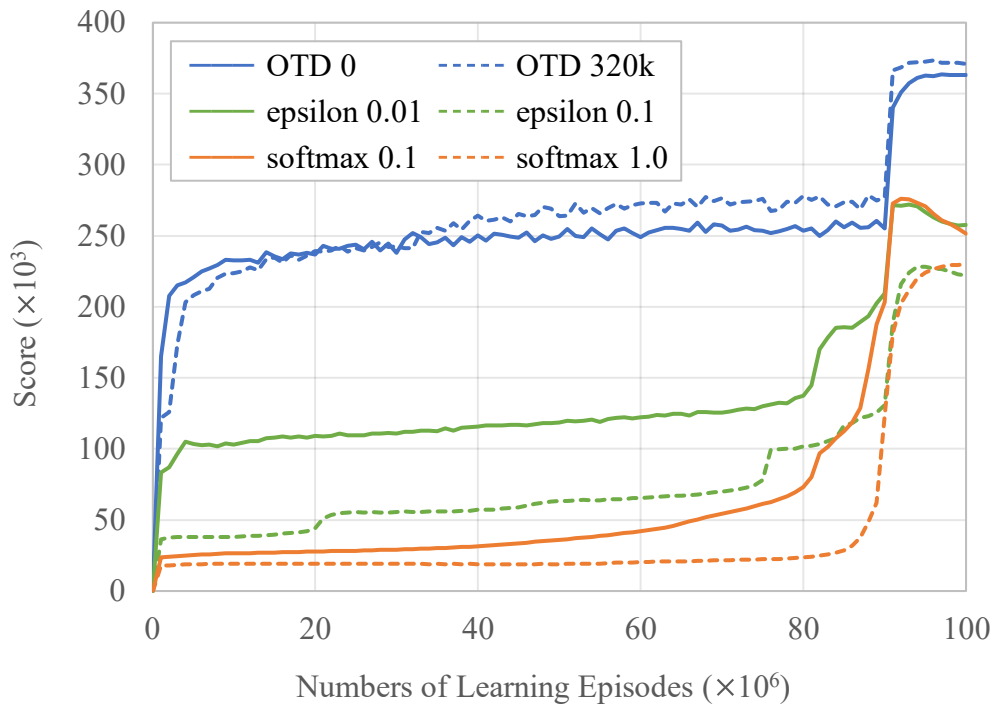 400
350
300
250
200
150
100
50
0
Score (×10³)
OTD 0 OTD 320k
epsilon 0.01 epsilon 0.1
softmax 0.1 softmax 1.0
0 20 40 60 80 100
Numbers of Learning Episodes (×10⁶)